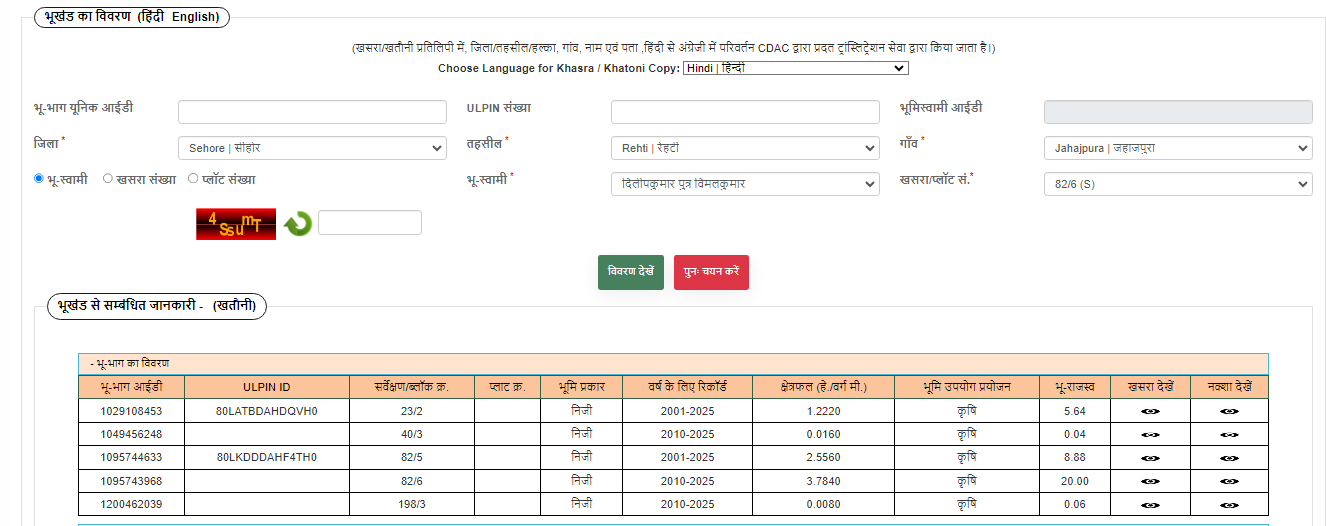 भूखंड का विवरण (हिंदी English)
(खसरा/खतौनी प्रतिलिपी में, जिला/तहसील/हल्का, गांव, नाम एवं पता ,हिंदी से अंग्रेजी में परिवर्तन CDAC द्वारा प्रदत ट्रांस्लिट्रेशन सेवा द्वारा किया जाता है।)
Choose Language for Khasra / Khatoni Copy: Hindi | हिन्दी
भू-भाग यूनिक आईडी ULPIN संख्या भूमिस्वामी आईडी
जिला * Sehore | सीहोर तहसील * Rehti | रेहटी गाँव * Jahajpura | जहाजपुरा
भू-स्वामी खसरा संख्या प्लॉट संख्या भू-स्वामी * दिलीपकुमार पुत्र विमलकुमार खसरा/प्लॉट सं.* 82/6 (S)
4SsumT
विवरण देखें पुनः चयन करें
भूखंड से सम्बंधित जानकारी - (खतौनी)
- भू-भाग का विवरण
भू-भाग आईडी ULPIN ID सर्वेक्षण/ब्लॉक क्र. प्लाट क्र. भूमि प्रकार वर्ष के लिए रिकॉर्ड क्षेत्रफल (हे./वर्ग मी.) भूमि उपयोग प्रयोजन भू-राजस्व खसरा देखें नक्शा देखें
1029108453 80LATBDAHDQVH0 23/2 निजी 2001-2025 1.2220 कृषि 5.64
1049456248 40/3 निजी 2010-2025 0.0160 कृषि 0.04
1095744633 80LKDDDAHF4TH0 82/5 निजी 2001-2025 2.5560 कृषि 8.88
1095743968 82/6 निजी 2010-2025 3.7840 कृषि 20.00
1200462039 198/3 निजी 2010-2025 0.0080 कृषि 0.06